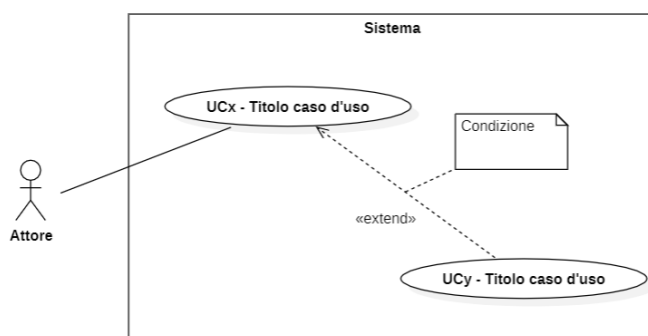 Sistema
UCx - Titolo caso d'uso
Condizione
Attore
«extend»
UCy - Titolo caso d'uso